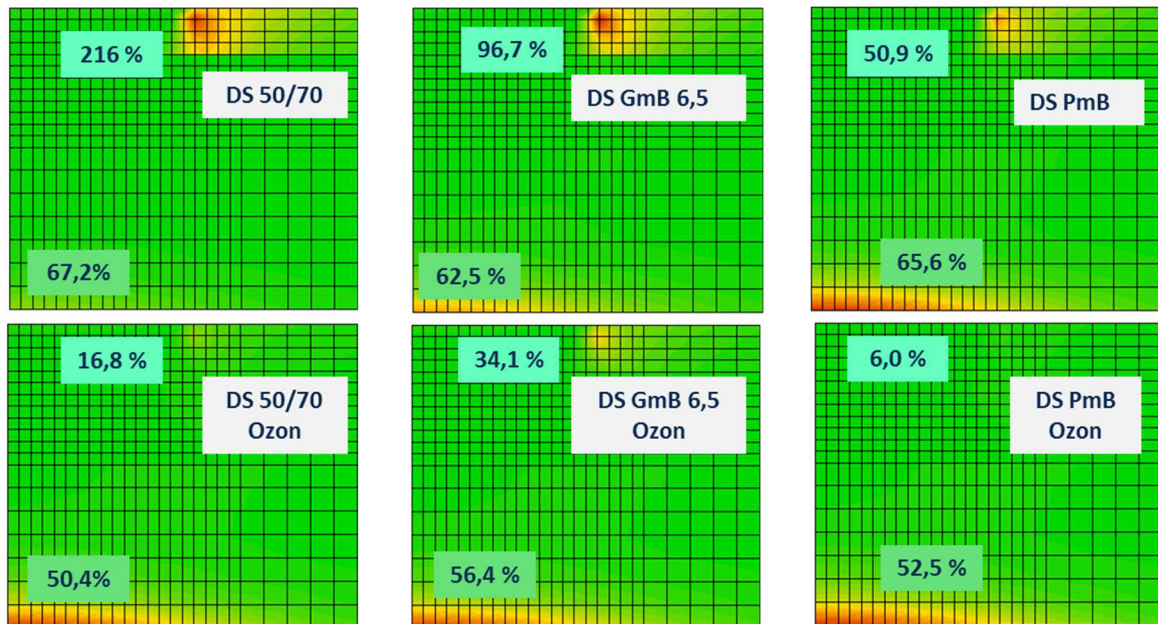 216 %
DS 50/70
67,2%
96,7 %
DS GmB 6,5
62,5 %
50,9 %
DS PmB
65,6 %
16,8 %
DS 50/70
Ozon
50,4%
34,1 %
DS GmB 6,5
Ozon
56,4 %
6,0 %
DS PmB
Ozon
52,5 %